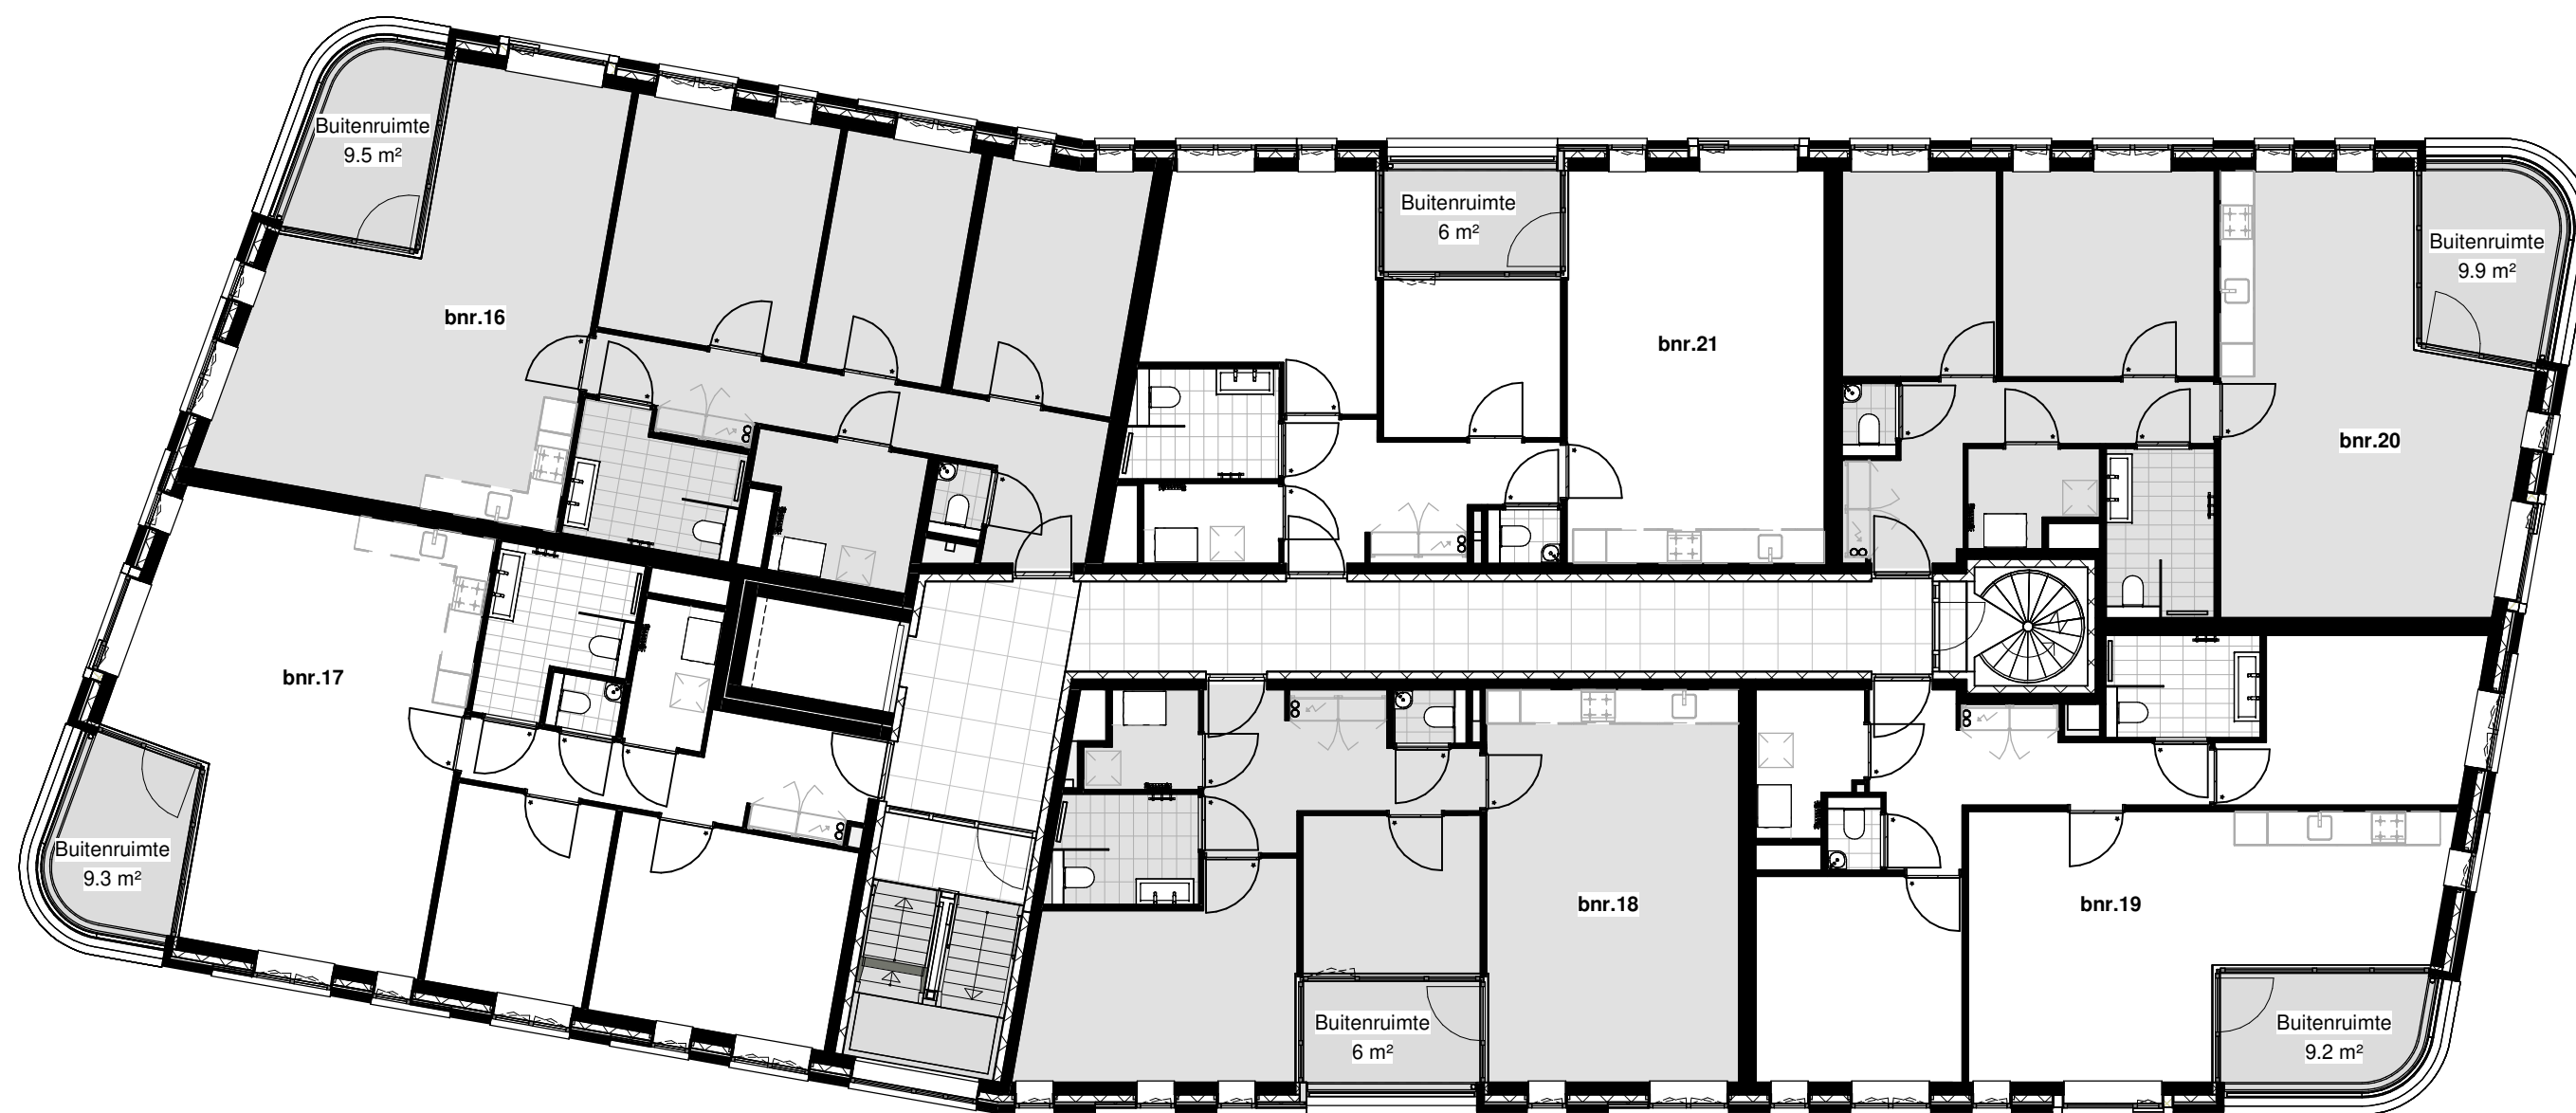 Buitenruimte
9.5 m²
bnr.16
Buitenruimte
6 m²
bnr.21
Buitenruimte
9.9 m²
bnr.20
bnr.17
Buitenruimte
9.3 m²
bnr.18
Buitenruimte
6 m²
bnr.19
Buitenruimte
9.2 m²